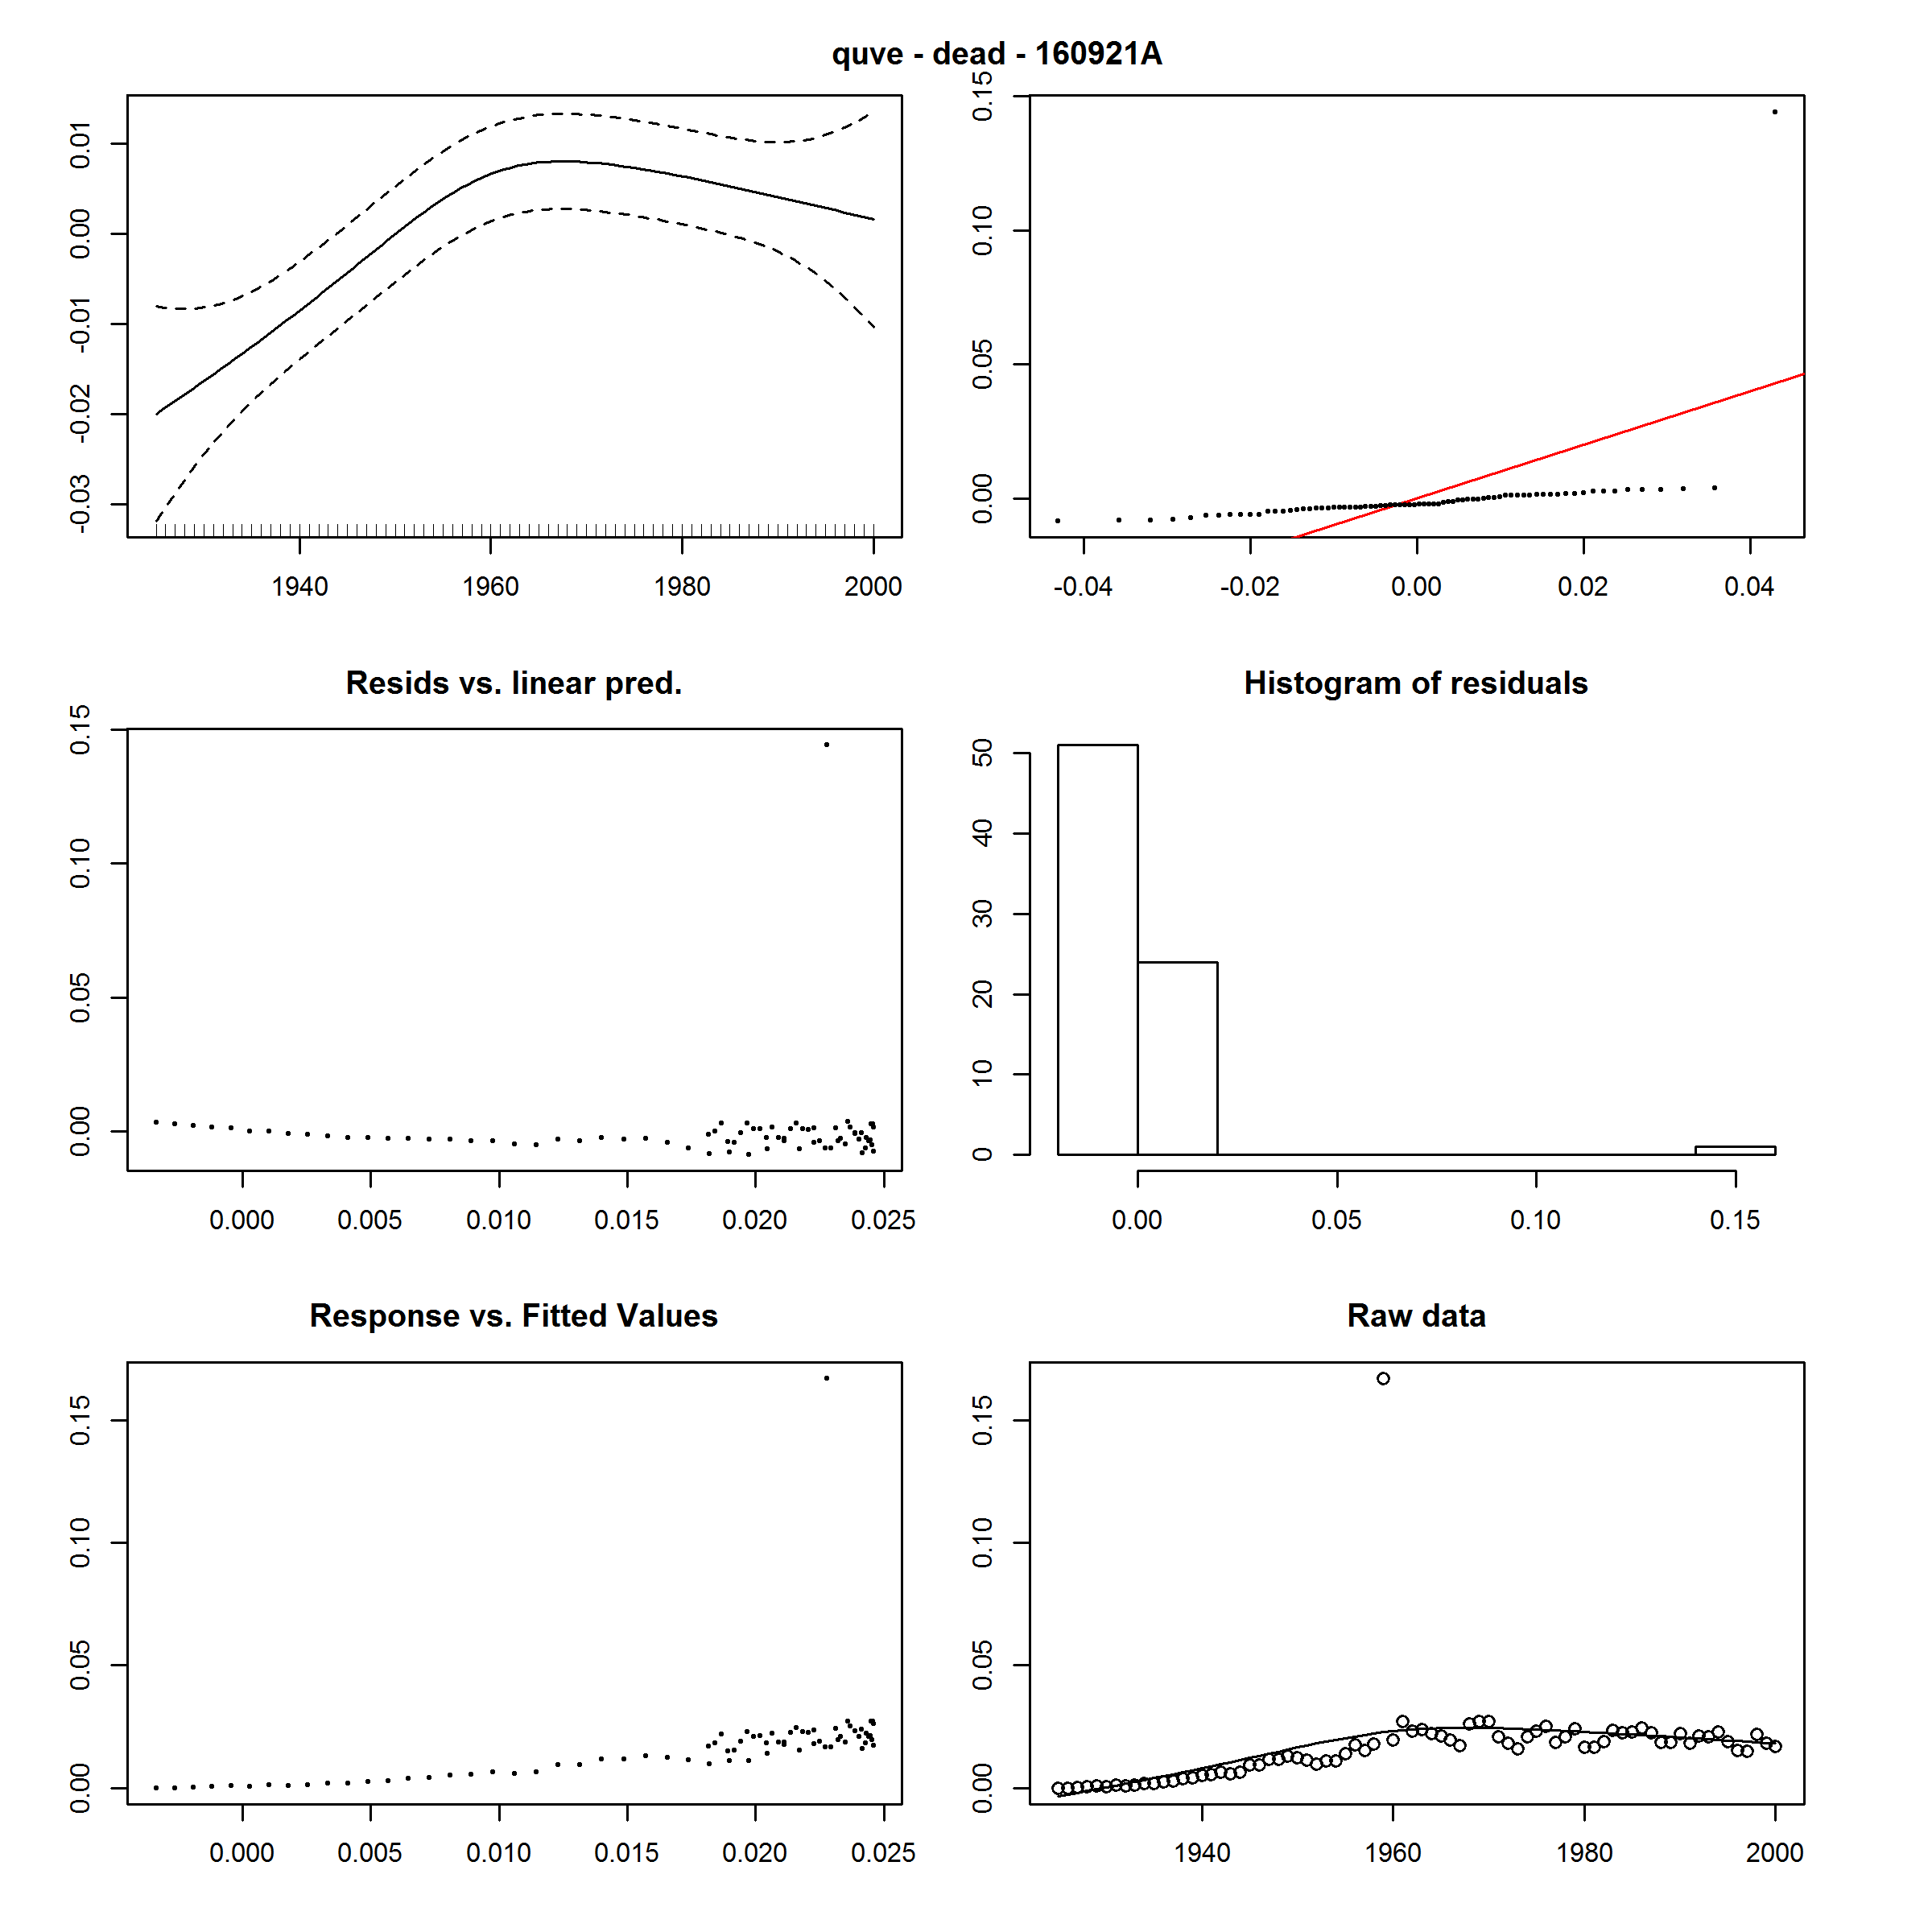 quve - dead - 160921A
0.01
0.00
-0.01
-0.02
-0.03
1940 1960 1980 2000
0.15
0.10
0.05
0.00
-0.04 -0.02 0.00 0.02 0.04
Resids vs. linear pred.
0.15
0.10
0.05
0.00
0.000 0.005 0.010 0.015 0.020 0.025
Histogram of residuals
50
40
30
20
10
0
0.00 0.05 0.10 0.15
Response vs. Fitted Values
0.15
0.10
0.05
0.00
0.000 0.005 0.010 0.015 0.020 0.025
Raw data
0.15
0.10
0.05
0.00
1940 1960 1980 2000